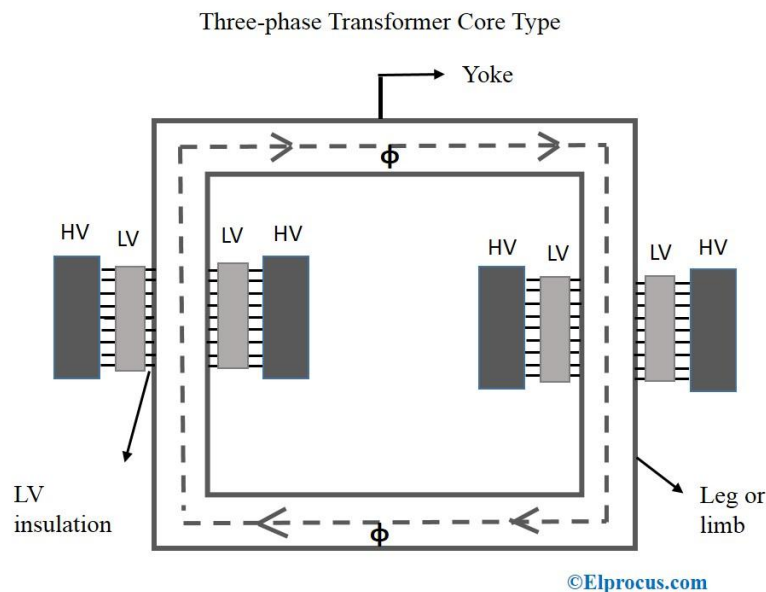 Three-phase Transformer Core Type
Yoke
ϕ
HV
LV
LV
HV
HV
LV
LV
HV
LV
insulation
Leg or
limb
ϕ
©Elprocus.com